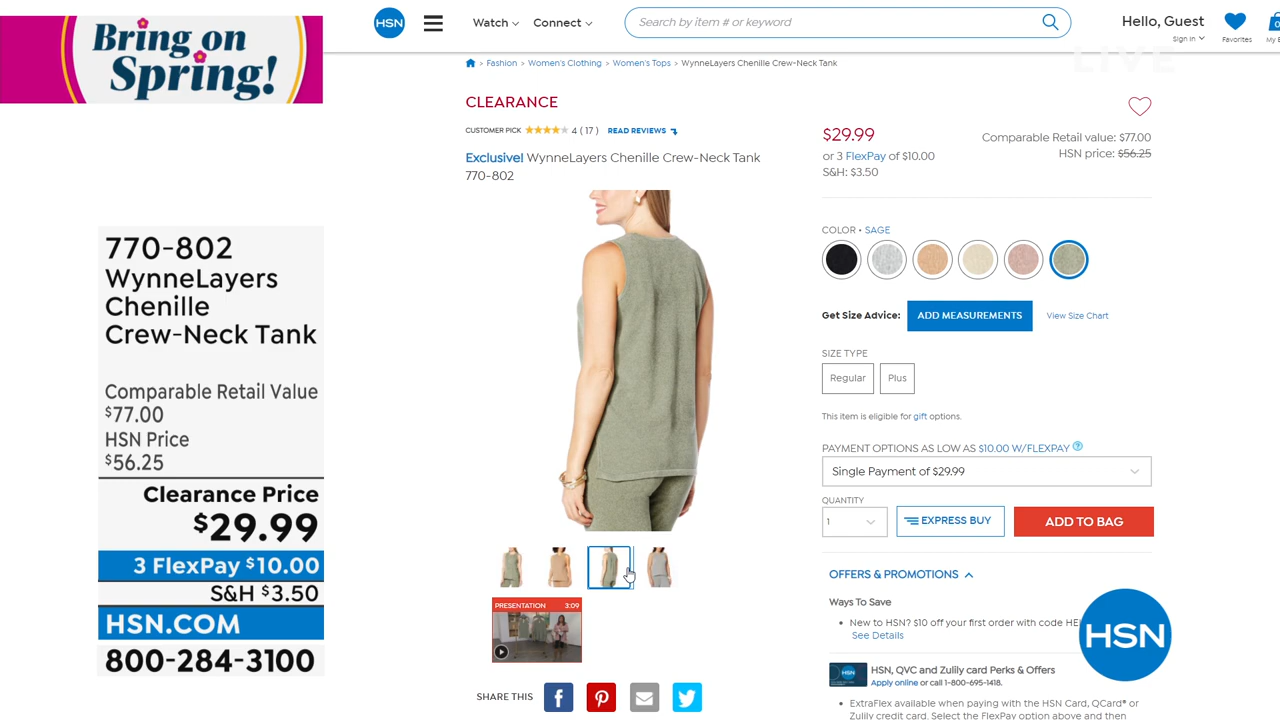 Bring on
Spring!
770-802
WynneLayers
Chenille
Crew-Neck Tank
Comparable Retail Value
$77.00
HSN Price
$56.25
Clearance Price
$29.99
3 FlexPay $10.00
S&H $3.50
HSN.COM
800-284-3100
HSN
Watch
Connect
Search by item # or keyword
Hello, Guest
Sign In
Favorites
0
My B
LIVE
> Fashion > Women's Clothing > Women's Tops > WynneLayers Chenille Crew-Neck Tank
CLEARANCE
CUSTOMER PICK 4 ( 17 ) READ REVIEWS
Exclusive! WynneLayers Chenille Crew-Neck Tank
770-802
PRESENTATION 3:09
SHARE THIS
$29.99
or 3 FlexPay of $10.00
S&H: $3.50
Comparable Retail value: $77.00
HSN price: $56.25
COLOR • SAGE
Get Size Advice: ADD MEASUREMENTS View Size Chart
SIZE TYPE
Regular Plus
This item is eligible for gift options.
PAYMENT OPTIONS AS LOW AS $10.00 W/FLEXPAY ?
Single Payment of $29.99
QUANTITY
1 EXPRESS BUY ADD TO BAG
OFFERS & PROMOTIONS
Ways To Save
• New to HSN? $10 off your first order with code HE
See Details
HSN
HSN, QVC and Zulily card Perks & Offers
Apply online or call 1-800-695-1418.
• ExtraFlex available when paying with the HSN Card, QCard® or
Zulily credit card. Select the FlexPay option above and then
HSN